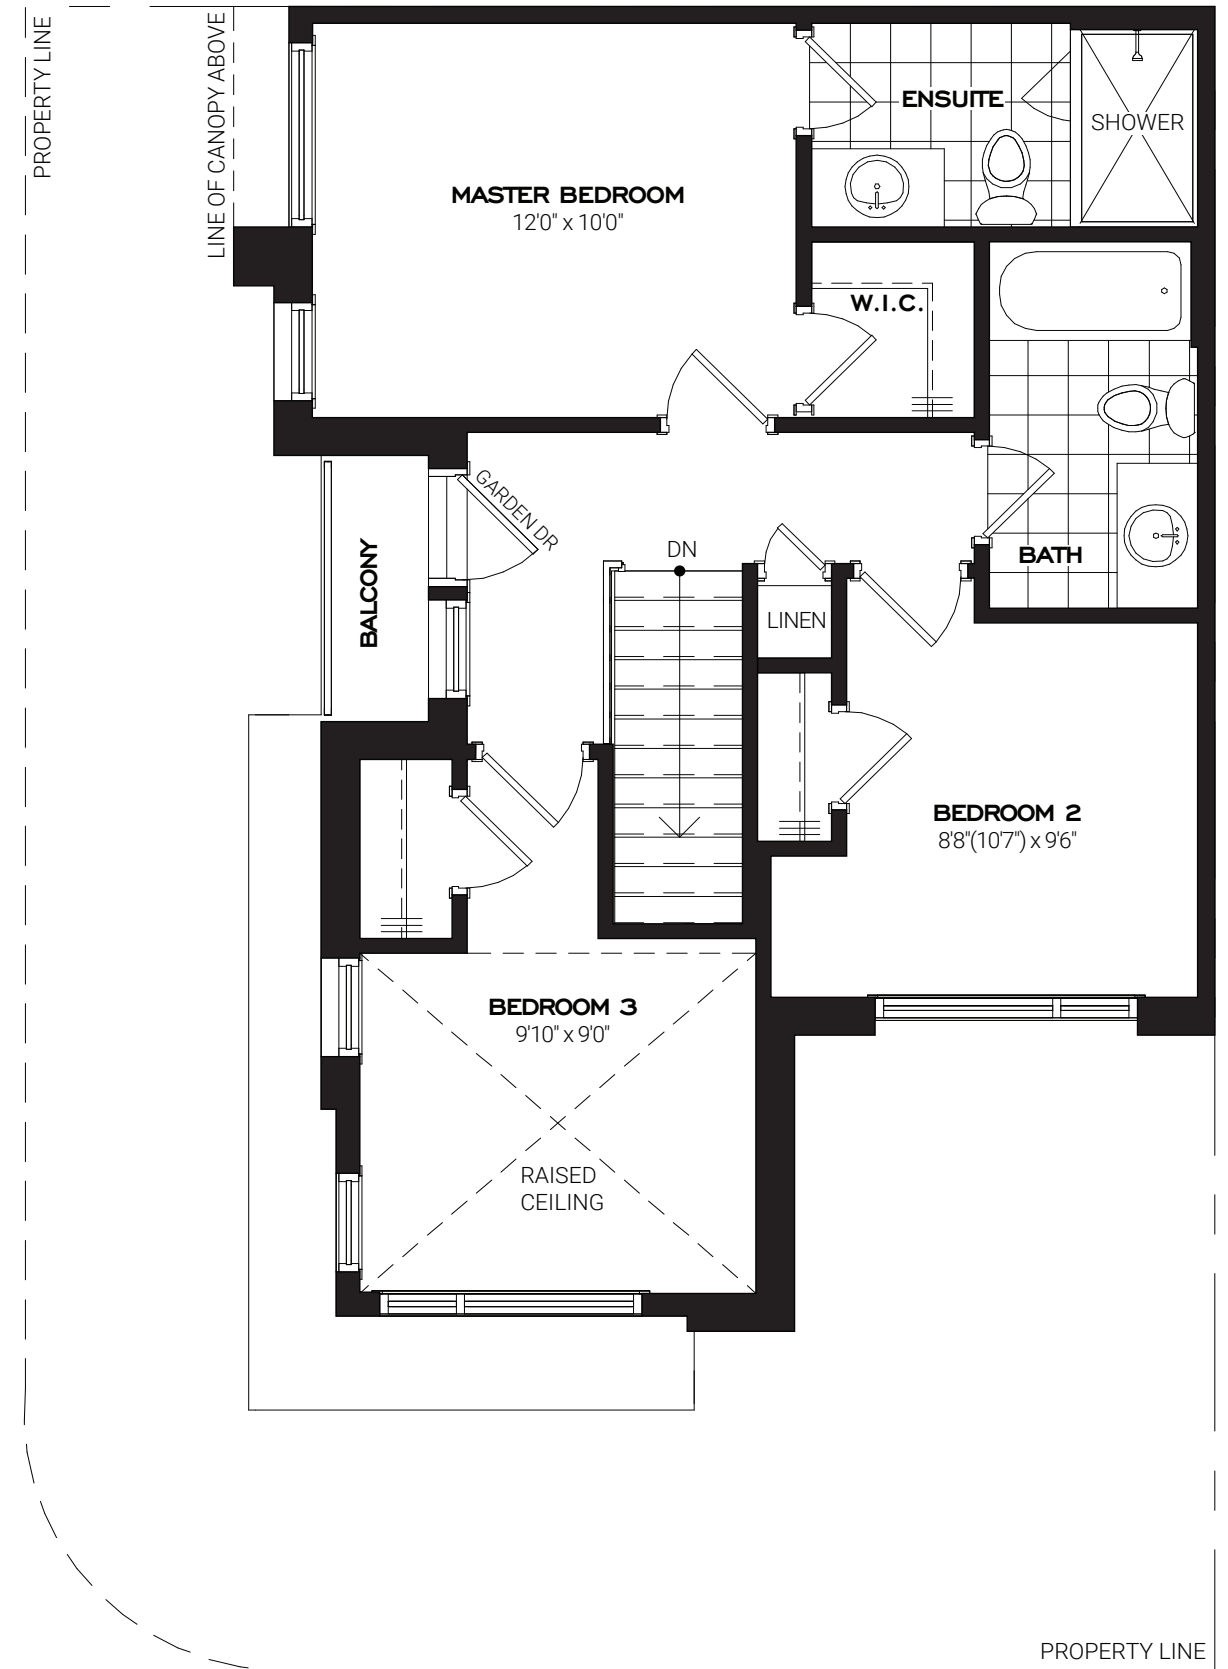 PROPERTY LINE
LINE OF CANOPY ABOVE
ENSUITE
SHOWER
MASTER BEDROOM
12'0" x 10'0"
W.I.C.
GARDEN DR
BALCONY
DN
BATH
LINEN
BEDROOM 2
8'8"(10'7") x 9'6"
BEDROOM 3
9'10" x 9'0"
RAISED
CEILING
PROPERTY LINE